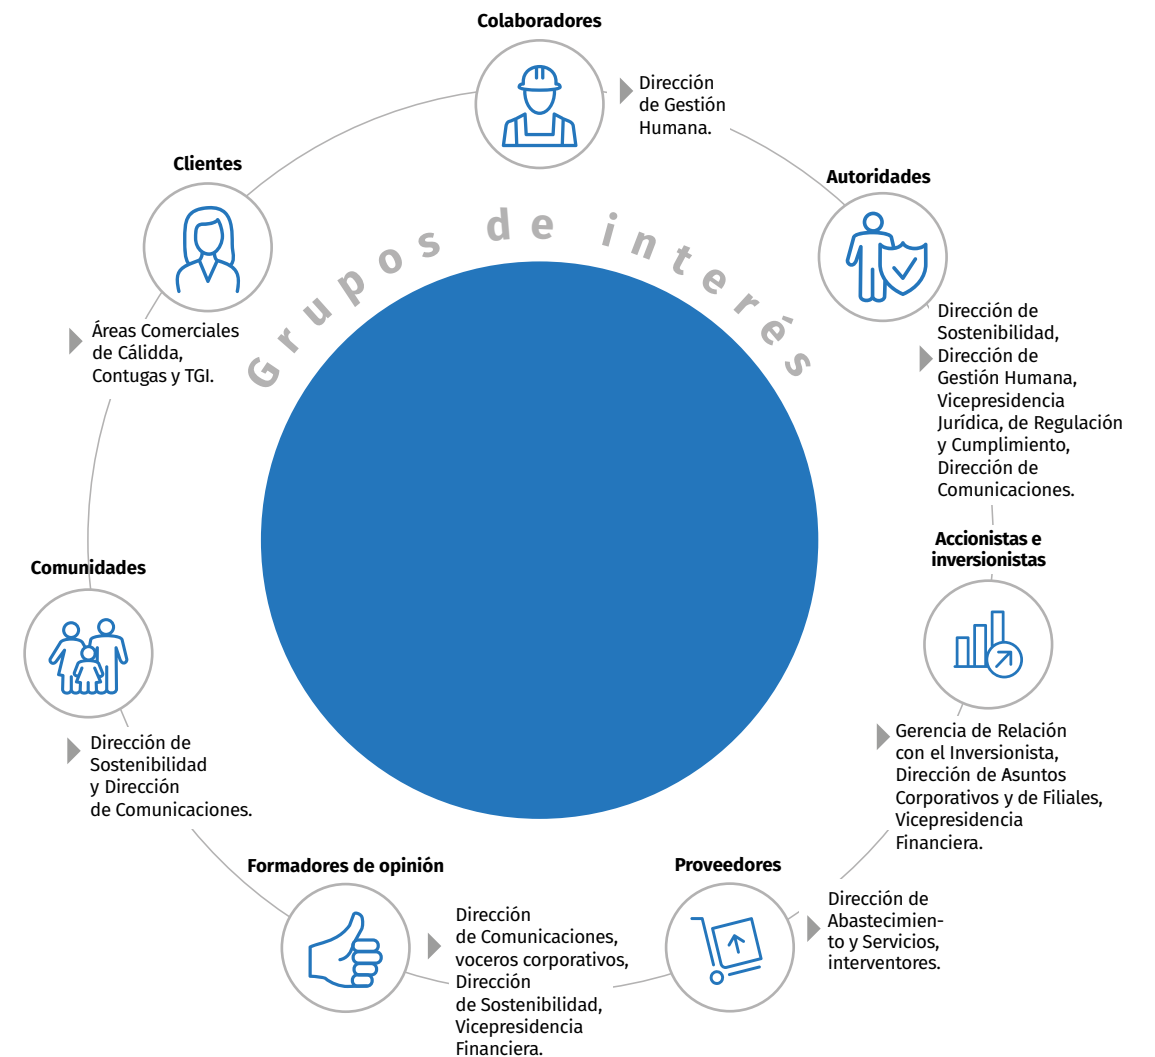 Colaboradores
Dirección
de Gestión
Humana.
Clientes
Áreas Comerciales
de Cálidda,
Contugas y TGI.
Autoridades
Dirección de
Sostenibilidad,
Dirección de
Gestión Humana,
Vicepresidencia
Jurídica, de Regulación
y Cumplimiento,
Dirección de
Comunicaciones.
Grupos de interés
Accionistas e
inversionistas
Gerencia de Relación
con el Inversionista,
Dirección de Asuntos
Corporativos y de Filiales,
Vicepresidencia
Financiera.
Comunidades
Dirección de
Sostenibilidad
y Dirección
de Comunicaciones.
Formadores de opinión
Dirección
de Comunicaciones,
voceros corporativos,
Dirección
de Sostenibilidad,
Vicepresidencia
Financiera.
Proveedores
Dirección de
Abastecimien-
to y Servicios,
interventores.